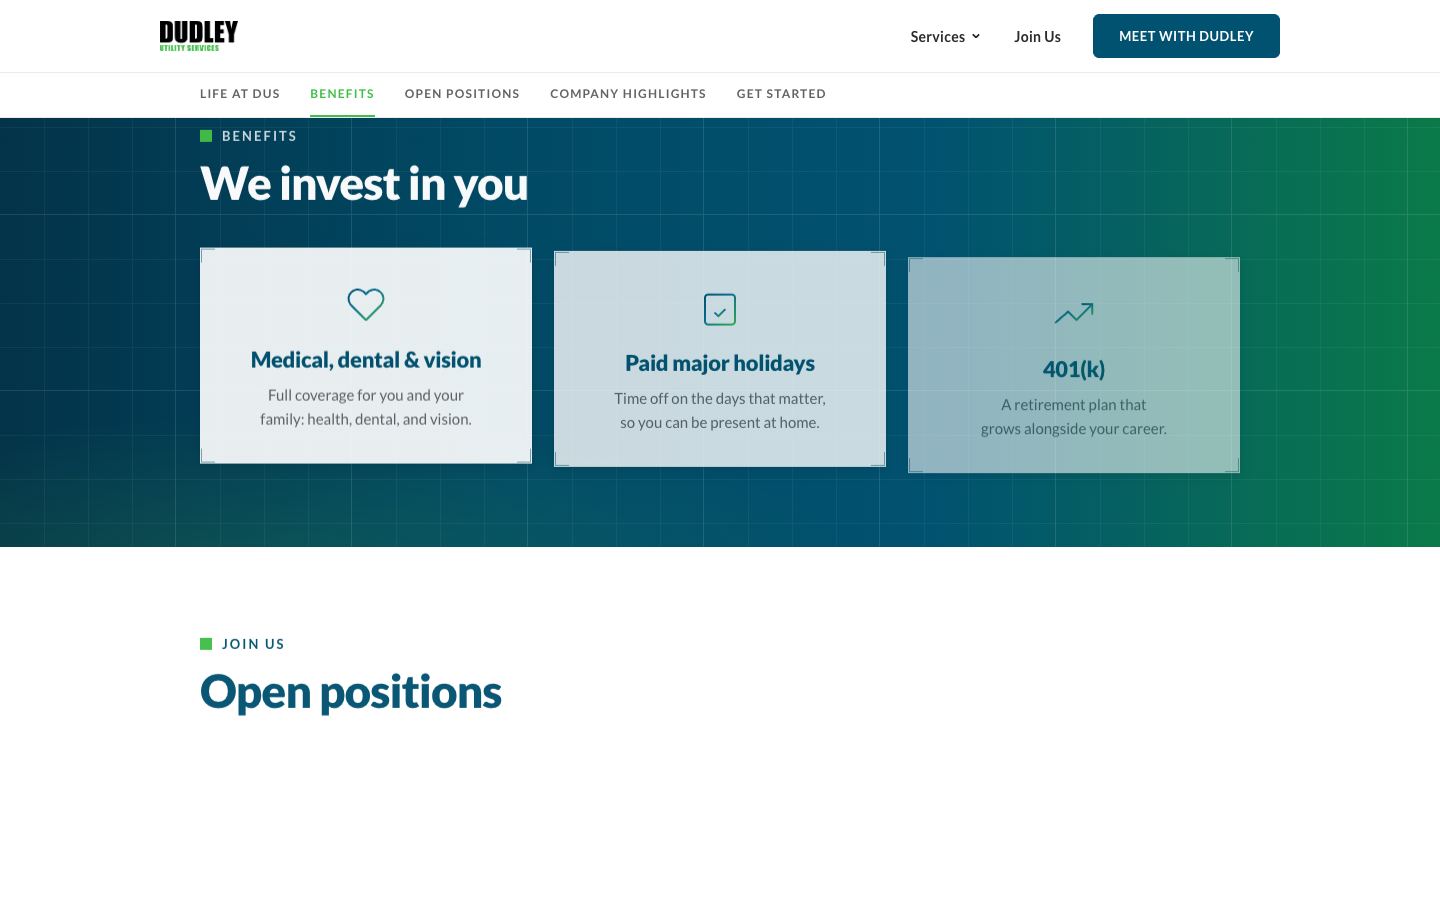 DUDLEY
UTILITY SERVICES
Services
Join Us
MEET WITH DUDLEY
LIFE AT DUS
BENEFITS
OPEN POSITIONS
COMPANY HIGHLIGHTS
GET STARTED
BENEFITS
We invest in you
Medical, dental & vision
Full coverage for you and your
family: health, dental, and vision.
Paid major holidays
Time off on the days that matter,
so you can be present at home.
401(k)
A retirement plan that
grows alongside your career.
JOIN US
Open positions